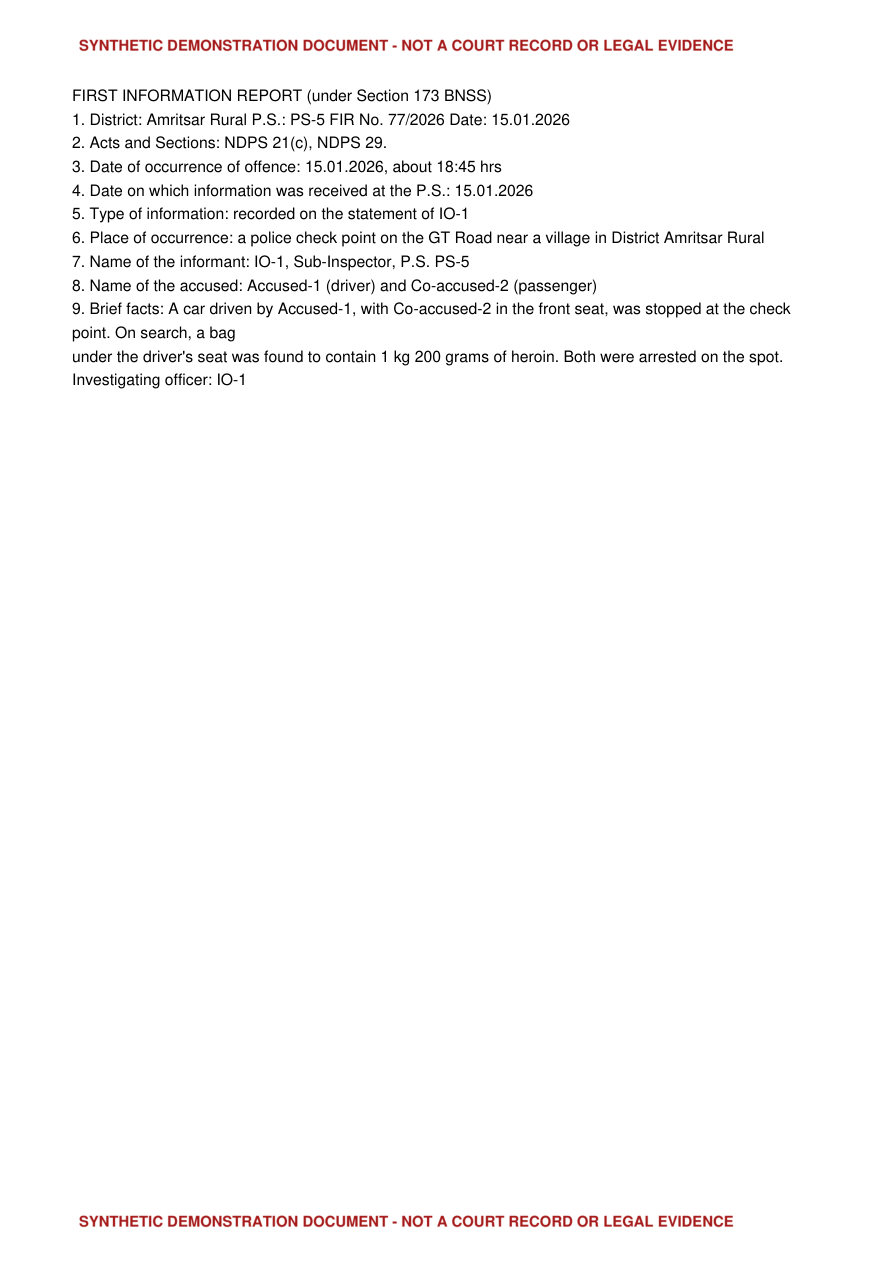 SYNTHETIC DEMONSTRATION DOCUMENT - NOT A COURT RECORD OR LEGAL EVIDENCE
FIRST INFORMATION REPORT (under Section 173 BNSS)
1. District: Amritsar Rural P.S.: PS-5 FIR No. 77/2026 Date: 15.01.2026
2. Acts and Sections: NDPS 21(c), NDPS 29.
3. Date of occurrence of offence: 15.01.2026, about 18:45 hrs
4. Date on which information was received at the P.S.: 15.01.2026
5. Type of information: recorded on the statement of IO-1
6. Place of occurrence: a police check point on the GT Road near a village in District Amritsar Rural
7. Name of the informant: IO-1, Sub-Inspector, P.S. PS-5
8. Name of the accused: Accused-1 (driver) and Co-accused-2 (passenger)
9. Brief facts: A car driven by Accused-1, with Co-accused-2 in the front seat, was stopped at the check
point. On search, a bag
under the driver's seat was found to contain 1 kg 200 grams of heroin. Both were arrested on the spot.
Investigating officer: IO-1
SYNTHETIC DEMONSTRATION DOCUMENT - NOT A COURT RECORD OR LEGAL EVIDENCE